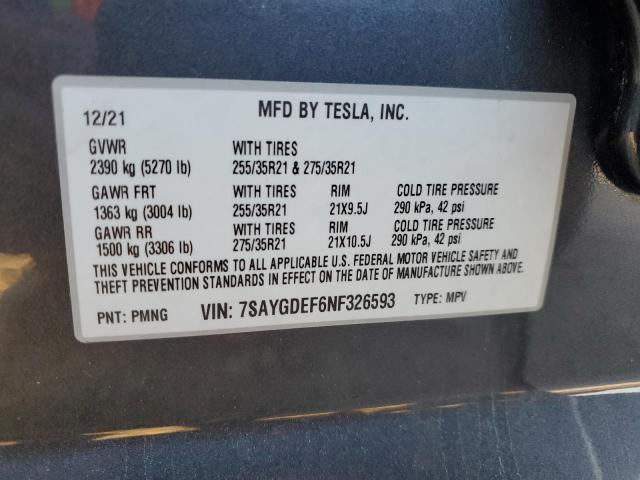 12/21 MFD BY TESLA, INC.
GVWR WITH TIRES
2390 kg (5270 lb) 255/35R21 & 275/35R21
GAWR FRT WITH TIRES RIM COLD TIRE PRESSURE
1363 kg (3004 lb) 255/35R21 21X9.5J 290 kPa, 42 psi
GAWR RR WITH TIRES RIM COLD TIRE PRESSURE
1500 kg (3306 lb) 275/35R21 21X10.5J 290 kPa, 42 psi
THIS VEHICLE CONFORMS TO ALL APPLICABLE U.S. FEDERAL MOTOR VEHICLE SAFETY AND
THEFT PREVENTION STANDARDS IN EFFECT ON THE DATE OF MANUFACTURE SHOWN ABOVE.
PNT: PMNG VIN: 7SAYGDEF6NF326593 TYPE: MPV